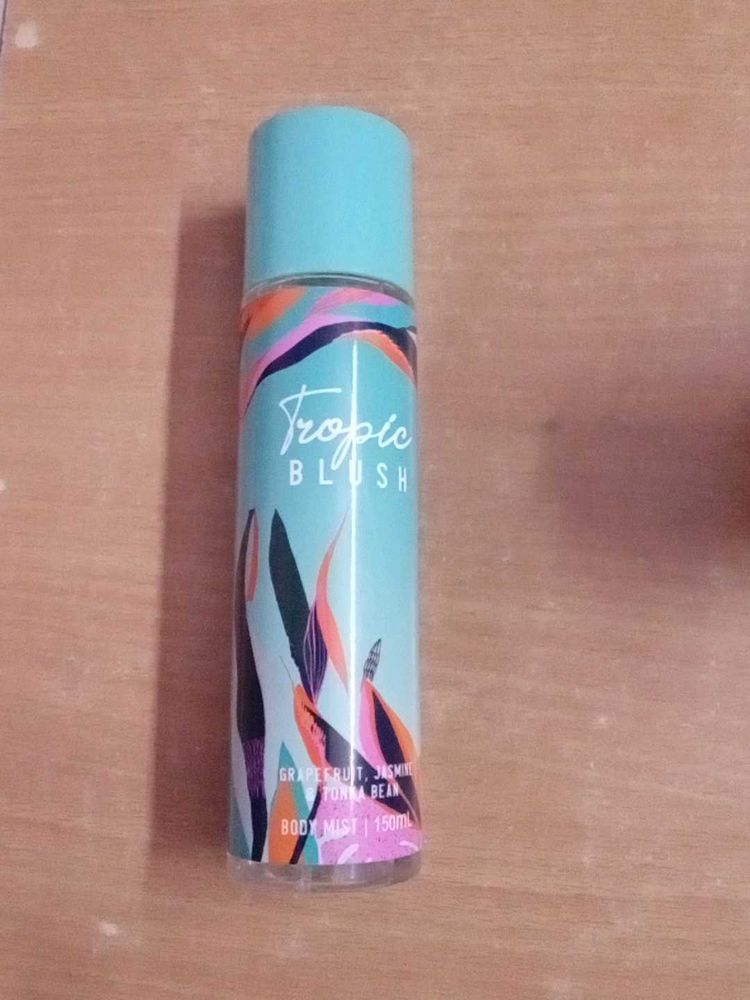 Tropic
BLUSH
GRAPEFRUIT, JASMINE
& TONKA BEAN
BODY MIST | 150mL